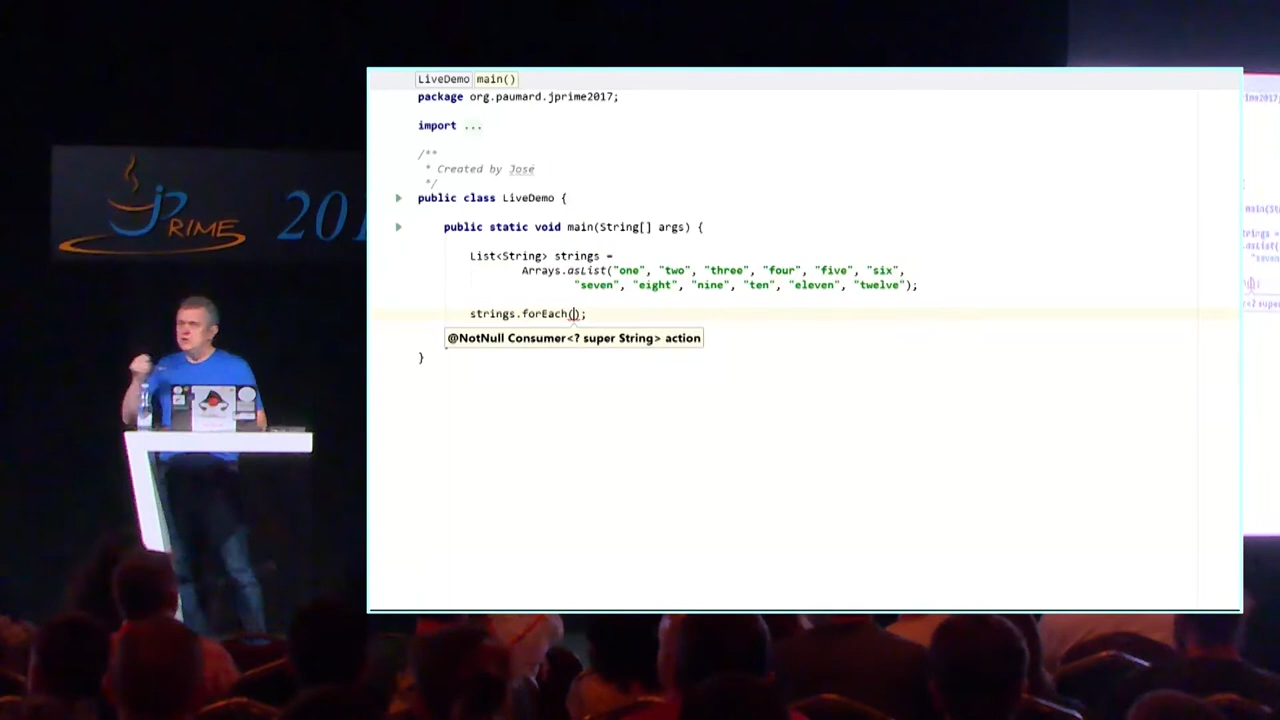 JPRIME 201
LiveDemo main()
package org.paumard.jprime2017;
import ...
/**
* Created by José
*/
public class LiveDemo {
public static void main(String[] args) {
List<String> strings =
Arrays.asList("one", "two", "three", "four", "five", "six",
"seven", "eight", "nine", "ten", "eleven", "twelve");
strings.forEach();
@NotNull Consumer<? super String> action
}